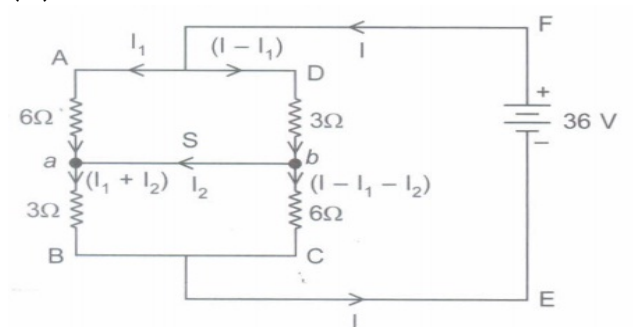 F
I₁ (I – I₁) I
A D
+
6Ω 3Ω 36 V
S
–
a b
(I₁ + I₂) I₂ (I – I₁ – I₂)
3Ω 6Ω
B C
E
I